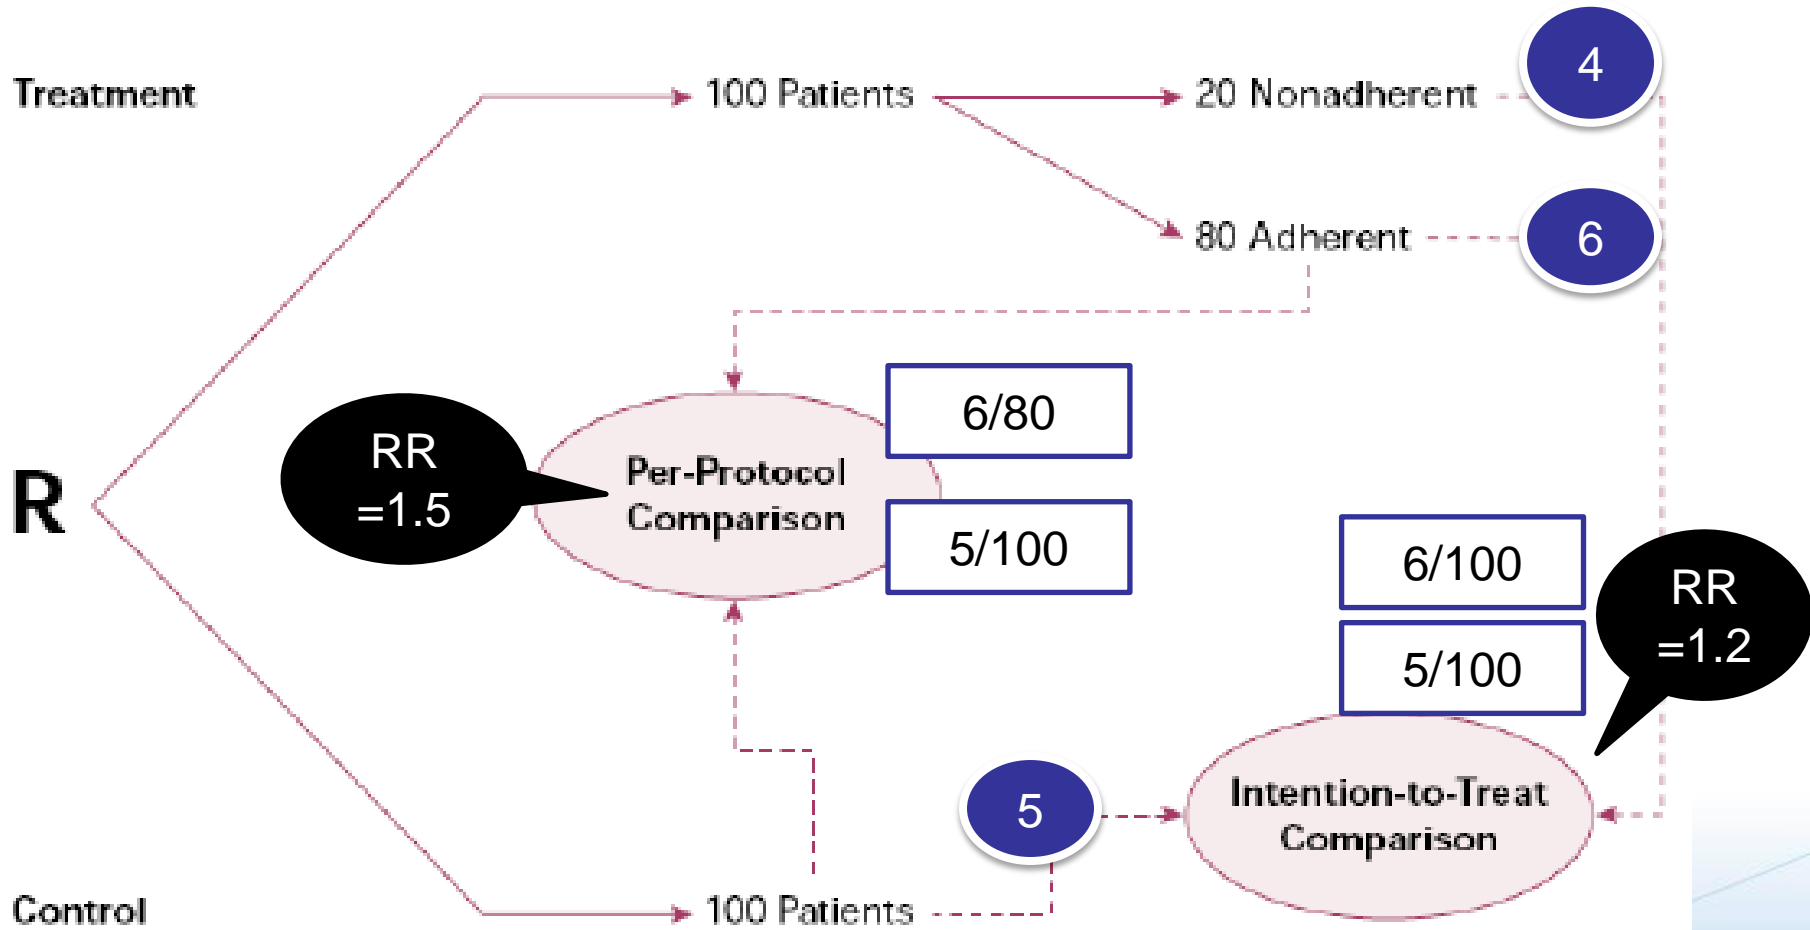 Treatment
100 Patients
20 Nonadherent
4
80 Adherent
6
6/80
RR
=1.5
Per-Protocol
Comparison
R
5/100
6/100
RR
=1.2
5/100
5
Intention-to-Treat
Comparison
Control
100 Patients